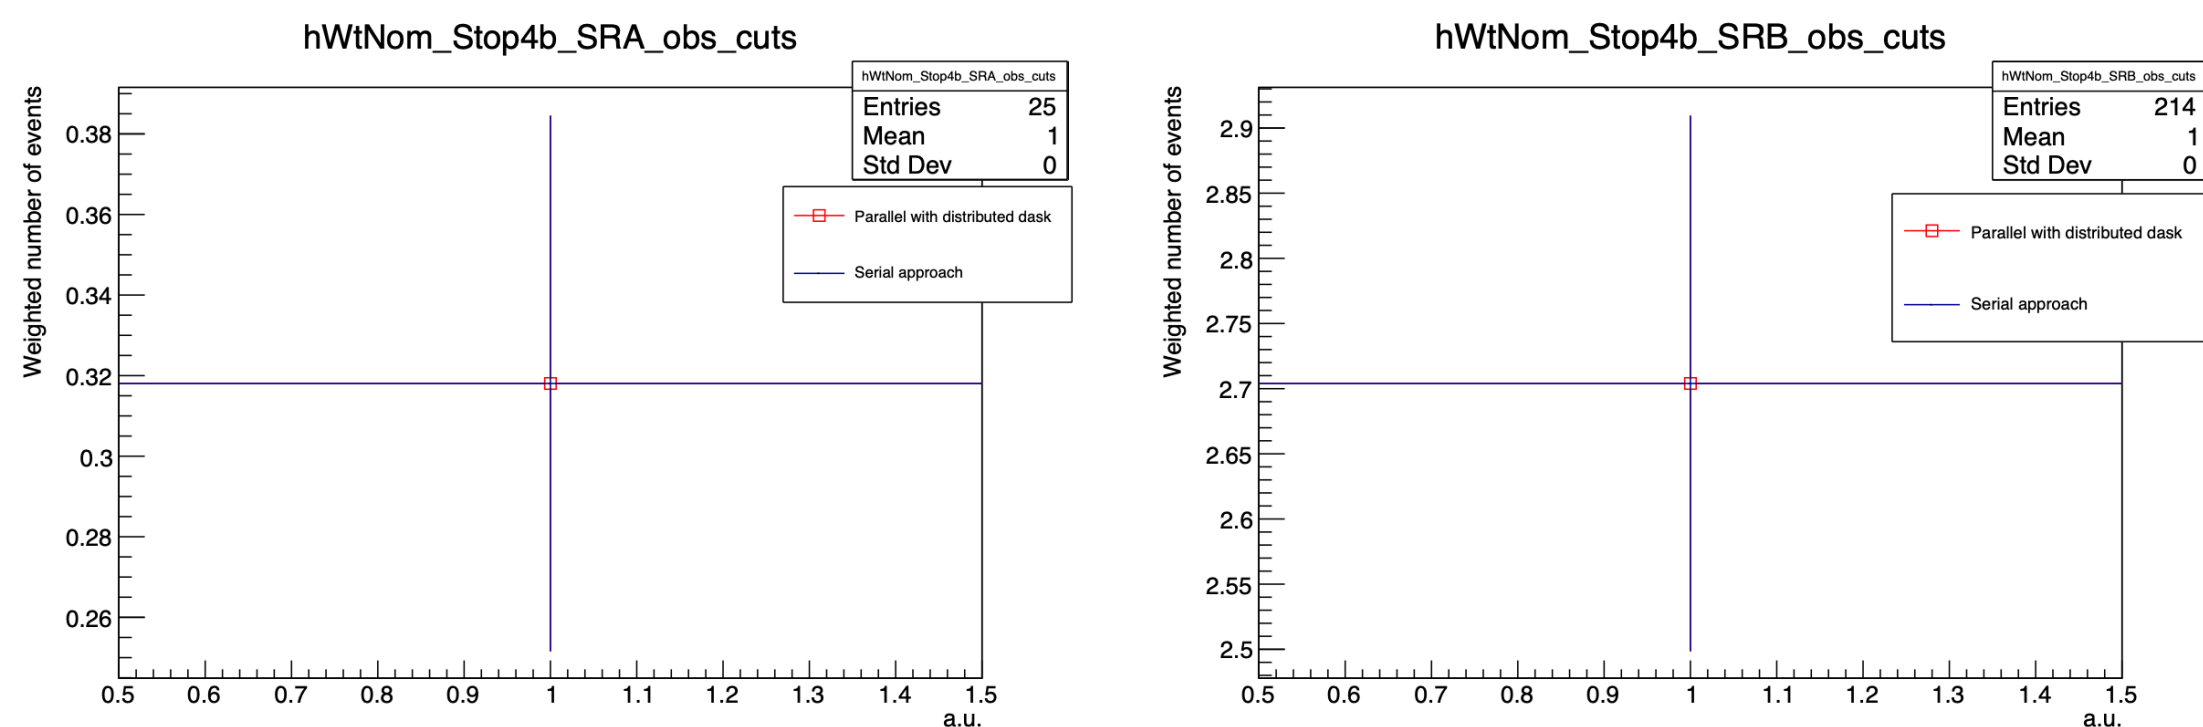 hWtNom_Stop4b_SRA_obs_cuts
hWtNom_Stop4b_SRA_obs_cuts
Entries 25
Mean 1
Std Dev 0
Parallel with distributed dask
Serial approach
Weighted number of events
0.38
0.36
0.34
0.32
0.3
0.28
0.26
0.5 0.6 0.7 0.8 0.9 1 1.1 1.2 1.3 1.4 1.5
a.u.
hWtNom_Stop4b_SRB_obs_cuts
hWtNom_Stop4b_SRB_obs_cuts
Entries 214
Mean 1
Std Dev 0
Parallel with distributed dask
Serial approach
Weighted number of events
2.9
2.85
2.8
2.75
2.7
2.65
2.6
2.55
2.5
0.5 0.6 0.7 0.8 0.9 1 1.1 1.2 1.3 1.4 1.5
a.u.